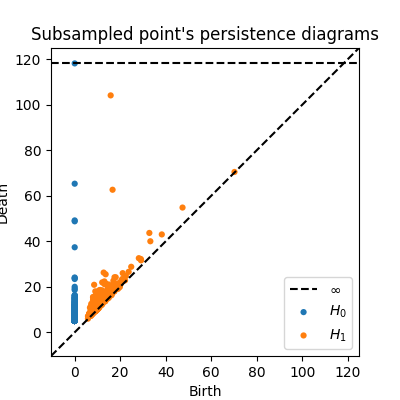 Subsampled point's persistence diagrams
120
100
80
60
40
20
0
Death
0 20 40 60 80 100 120
Birth
∞
H₀
H₁